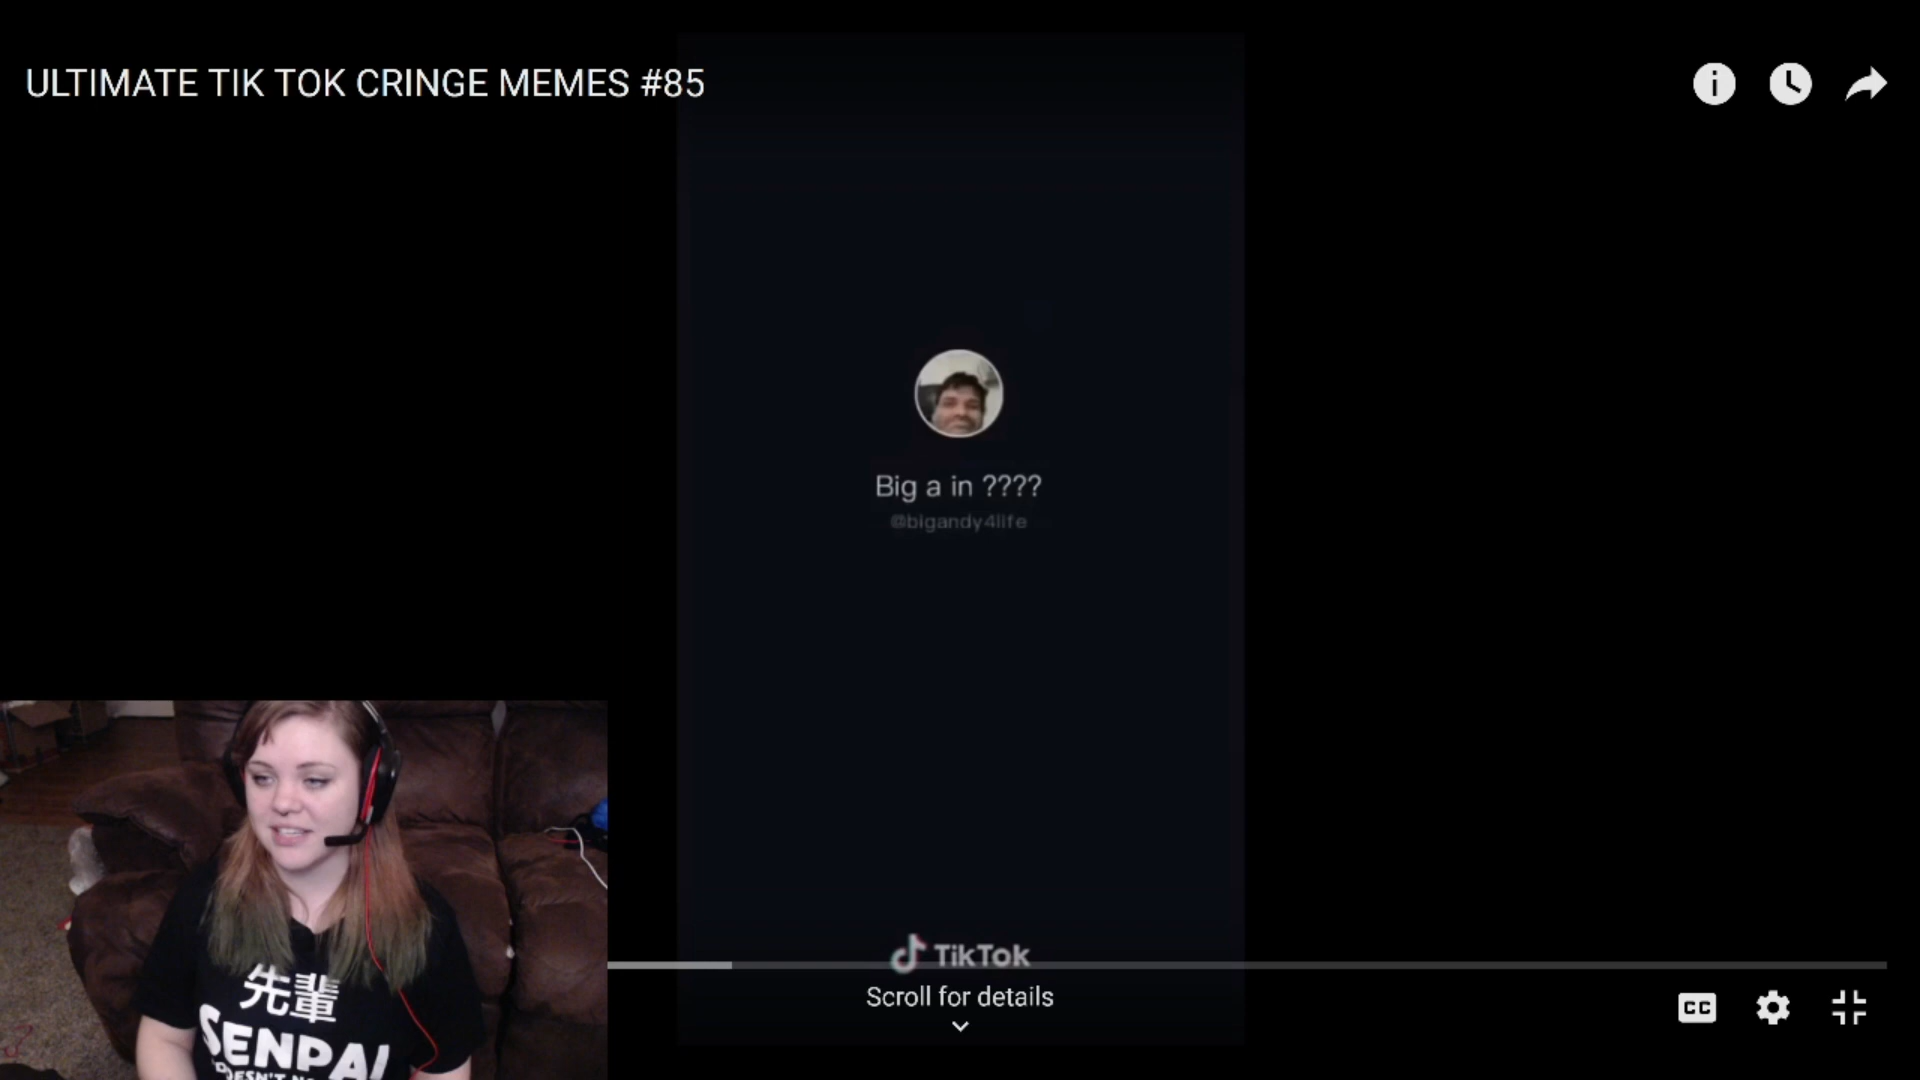 ULTIMATE TIK TOK CRINGE MEMES #85
Big a in ????
@bigandy4life
TikTok
Scroll for details
CC
先輩
SENPAI